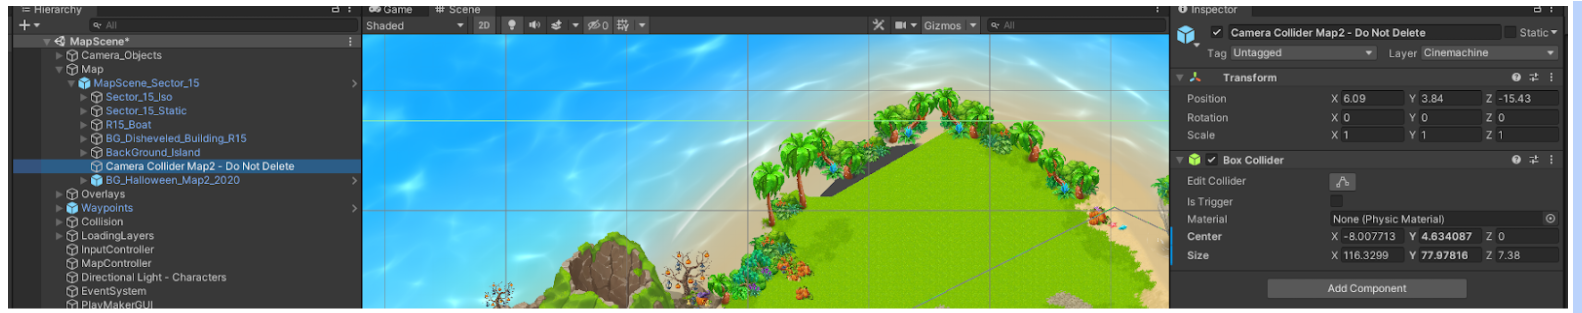 Hierarchy
All
MapScene*
Camera_Objects
Map
MapScene_Sector_15
Sector_15_Iso
Sector_15_Static
R15_Boat
BG_Disheveled_Building_R15
BackGround_Island
Camera Collider Map2 - Do Not Delete
BG_Halloween_Map2_2020
Overlays
Waypoints
Collision
LoadingLayers
InputController
MapController
Directional Light - Characters
EventSystem
PlayMakerGUI
Game Scene
Shaded 2D 0 Gizmos All
Inspector
Camera Collider Map2 - Do Not Delete Static
Tag Untagged Layer Cinemachine
Transform
Position X 6.09 Y 3.84 Z -15.43
Rotation X 0 Y 0 Z 0
Scale X 1 Y 1 Z 1
Box Collider
Edit Collider
Is Trigger
Material None (Physic Material)
Center X -8.007713 Y 4.634087 Z 0
Size X 116.3299 Y 77.97816 Z 7.38
Add Component